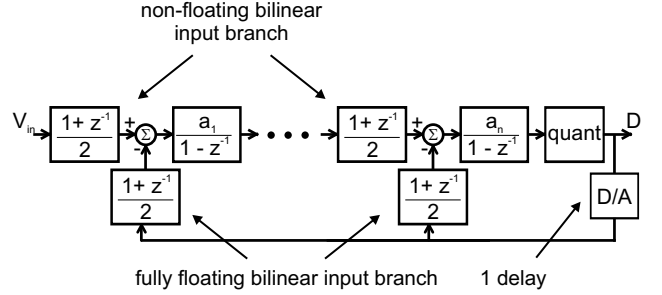 non-floating bilinear
input branch
V_in
1+ z^-1
2
+
Σ
-
a_1
1 - z^-1
1+ z^-1
2
+
Σ
-
a_n
1 - z^-1
quant
D
1+ z^-1
2
1+ z^-1
2
D/A
fully floating bilinear input branch
1 delay